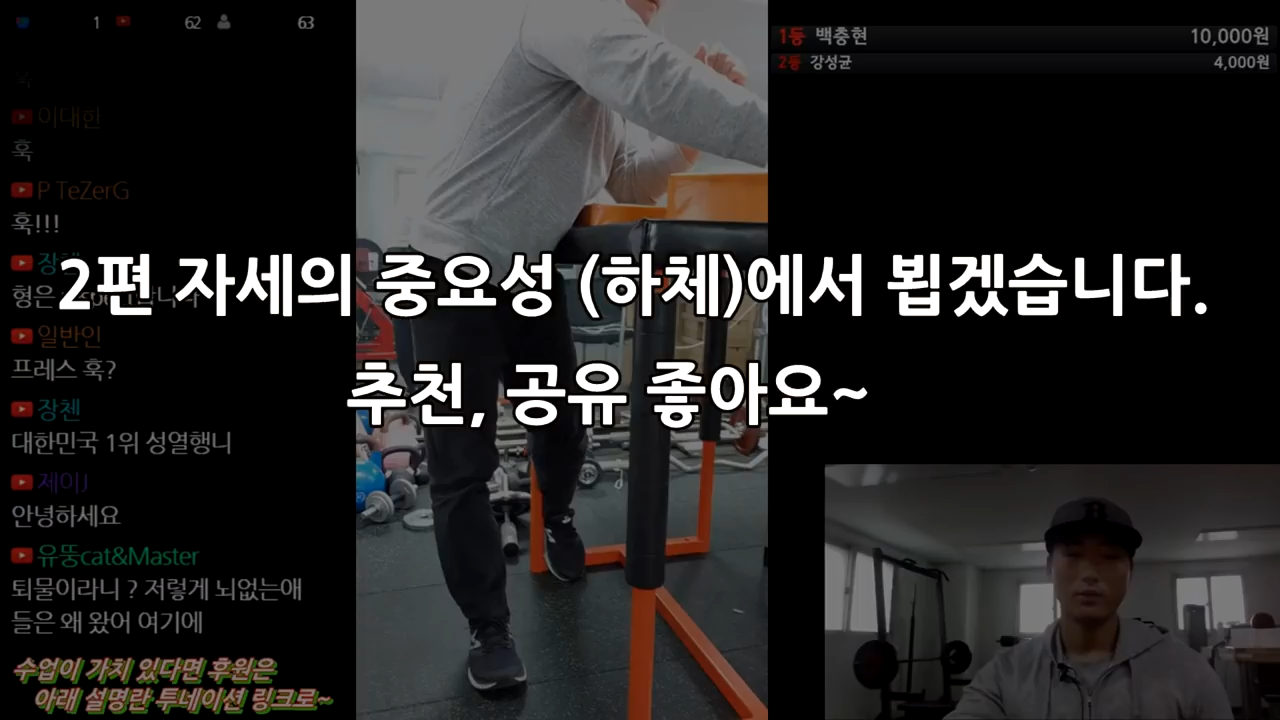 1 62 63
훅
이대한
훅
P TeZerG
훅!!!
형은
일반인
프레스 훅?
장첸
대한민국 1위 성열행니
제이J
안녕하세요
유뚱cat&Master
퇴물이라니 ? 저렇게 뇌없는애
들은 왜 왔어 여기에
수업이 가치 있다면 후원은
아래 설명란 투네이션 링크로~
1등 백충현 10,000원
2등 강성균 4,000원
2편 자세의 중요성 (하체)에서 뵙겠습니다.
추천, 공유 좋아요~